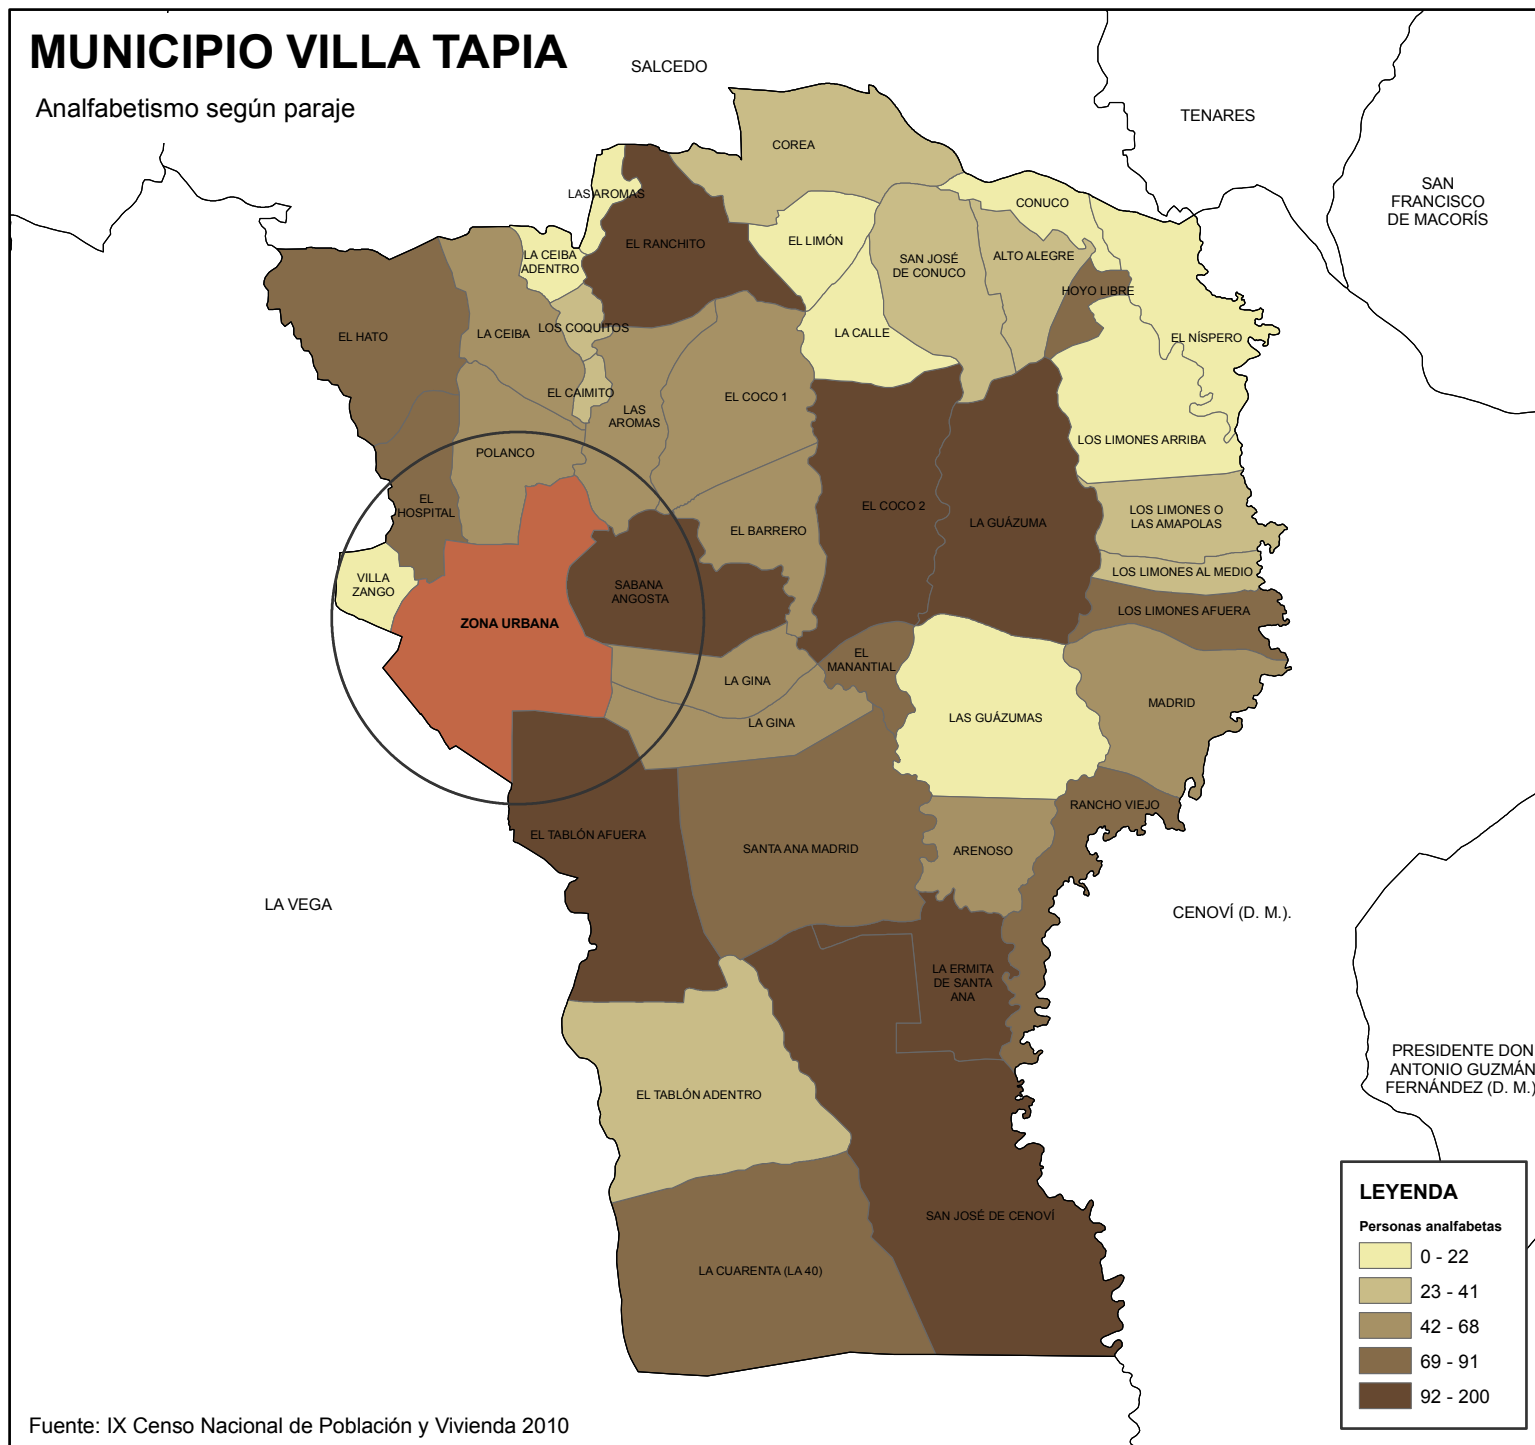 MUNICIPIO VILLA TAPIA
Analfabetismo según paraje
SALCEDO
TENARES
SAN
FRANCISCO
DE MACORÍS
COREA
LAS AROMAS
CONUCO
EL RANCHITO
EL LIMÓN
LA CEIBA
ADENTRO
SAN JOSÉ
DE CONUCO
ALTO ALEGRE
HOYO LIBRE
EL HATO
LA CEIBA
LOS COQUITOS
LA CALLE
EL NÍSPERO
EL CAIMITO
EL COCO 1
LAS
AROMAS
LOS LIMONES ARRIBA
POLANCO
EL
HOSPITAL
EL BARRERO
EL COCO 2
LA GUÁZUMA
LOS LIMONES O
LAS AMAPOLAS
LOS LIMONES AL MEDIO
VILLA
ZANGO
SABANA
ANGOSTA
LOS LIMONES AFUERA
ZONA URBANA
EL
MANANTIAL
LA GINA
MADRID
LA GINA
LAS GUÁZUMAS
RANCHO VIEJO
EL TABLÓN AFUERA
SANTA ANA MADRID
ARENOSO
LA VEGA
CENOVÍ (D. M.).
LA ERMITA
DE SANTA
ANA
PRESIDENTE DON
ANTONIO GUZMÁN
FERNÁNDEZ (D. M.)
EL TABLÓN ADENTRO
SAN JOSÉ DE CENOVÍ
LA CUARENTA (LA 40)
LEYENDA
Personas analfabetas
0 - 22
23 - 41
42 - 68
69 - 91
92 - 200
Fuente: IX Censo Nacional de Población y Vivienda 2010